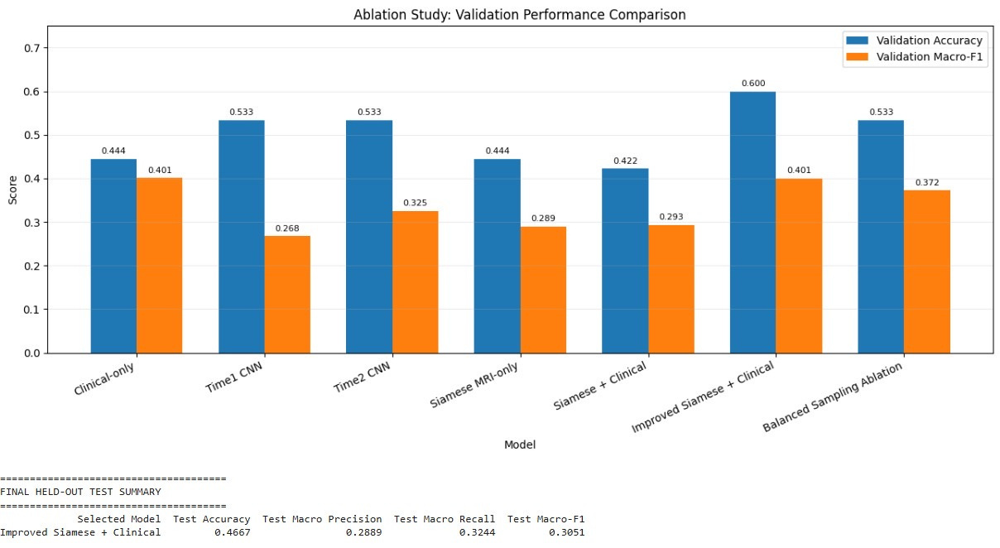 Ablation Study: Validation Performance Comparison
Validation Accuracy
Validation Macro-F1
Score
0.7
0.6
0.5
0.4
0.3
0.2
0.1
0.0
0.444
0.401
0.533
0.268
0.533
0.325
0.444
0.289
0.422
0.293
0.600
0.401
0.533
0.372
Clinical-only
Time1 CNN
Time2 CNN
Siamese MRI-only
Siamese + Clinical
Improved Siamese + Clinical
Balanced Sampling Ablation
Model
======================================
FINAL HELD-OUT TEST SUMMARY
======================================
Selected Model  Test Accuracy  Test Macro Precision  Test Macro Recall  Test Macro-F1
Improved Siamese + Clinical  0.4667  0.2889  0.3244  0.3051